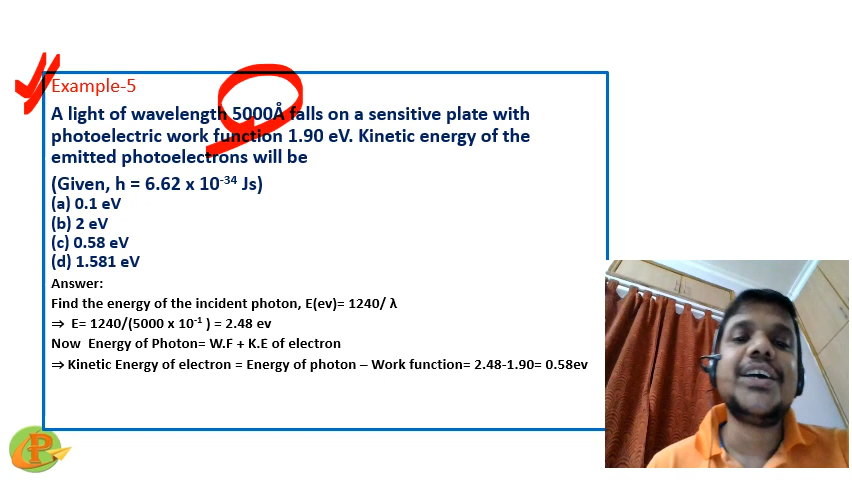 Example-5
A light of wavelength 5000Å falls on a sensitive plate with
photoelectric work function 1.90 eV. Kinetic energy of the
emitted photoelectrons will be
(Given, h = 6.62 x 10⁻³⁴ Js)
(a) 0.1 eV
(b) 2 eV
(c) 0.58 eV
(d) 1.581 eV
Answer:
Find the energy of the incident photon, E(ev)= 1240/ λ
⇒ E= 1240/(5000 x 10⁻¹ ) = 2.48 ev
Now Energy of Photon= W.F + K.E of electron
⇒ Kinetic Energy of electron = Energy of photon – Work function= 2.48-1.90= 0.58ev
P